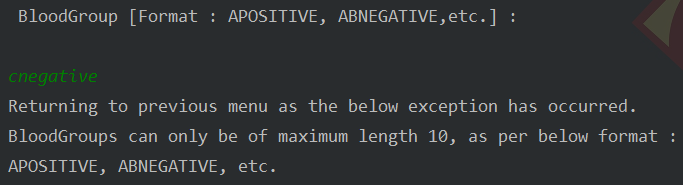 BloodGroup [Format : APOSITIVE, ABNEGATIVE,etc.] :
cnegative
Returning to previous menu as the below exception has occurred.
BloodGroups can only be of maximum length 10, as per below format :
APOSITIVE, ABNEGATIVE, etc.